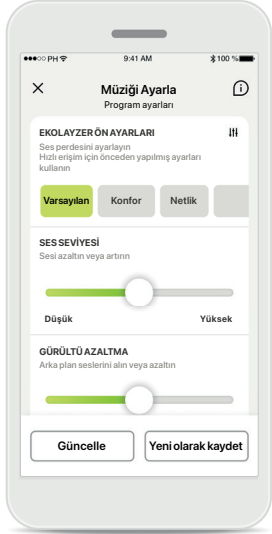 ●●●○○ PH 9:41 AM 100 %
Müziği Ayarla
Program ayarları
EKOLAYZER ÖN AYARLARI
Ses perdesini ayarlayın
Hızlı erişim için önceden yapılmış ayarları
kullanın
Varsayılan Konfor Netlik
SES SEVİYESİ
Sesi azaltın veya artırın
Düşük Yüksek
GÜRÜLTÜ AZALTMA
Arka plan seslerini alın veya azaltın
Güncelle Yeni olarak kaydet